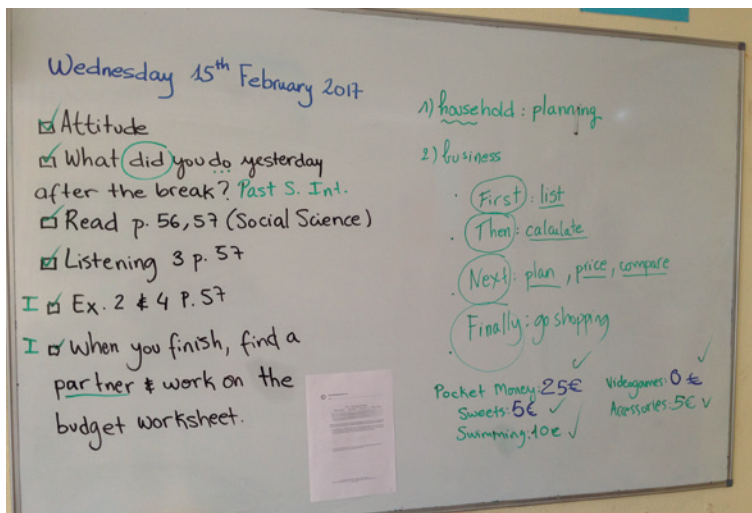 Wednesday 15th February 2017
Attitude
What did you do yesterday
after the break? Past S. Int.
Read p. 56, 57 (Social Science)
Listening 3 p. 57
I Ex. 2 & 4 P. 57
I When you finish, find a
partner & work on the
budget worksheet.
1) household: planning
2) business
First: list
Then: calculate
Next: plan, price, compare
Finally: go shopping
Pocket Money: 25€
Sweets: 5€
Swimming: 10€
Videogames: 0€
Accessories: 5€